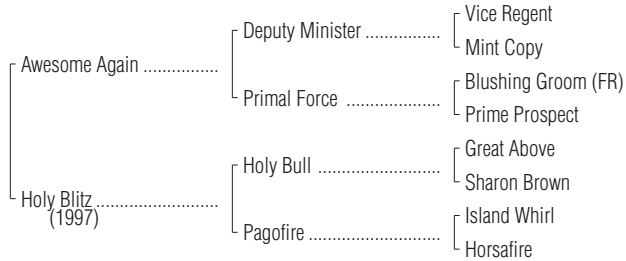 Vice Regent
Deputy Minister ..................
Mint Copy
Awesome Again ................
Blushing Groom (FR)
Primal Force ......................
Prime Prospect
Great Above
Holy Bull .............................
Sharon Brown
Holy Blitz ..........................
(1997)
Island Whirl
Pagofire ...............................
Horsafire